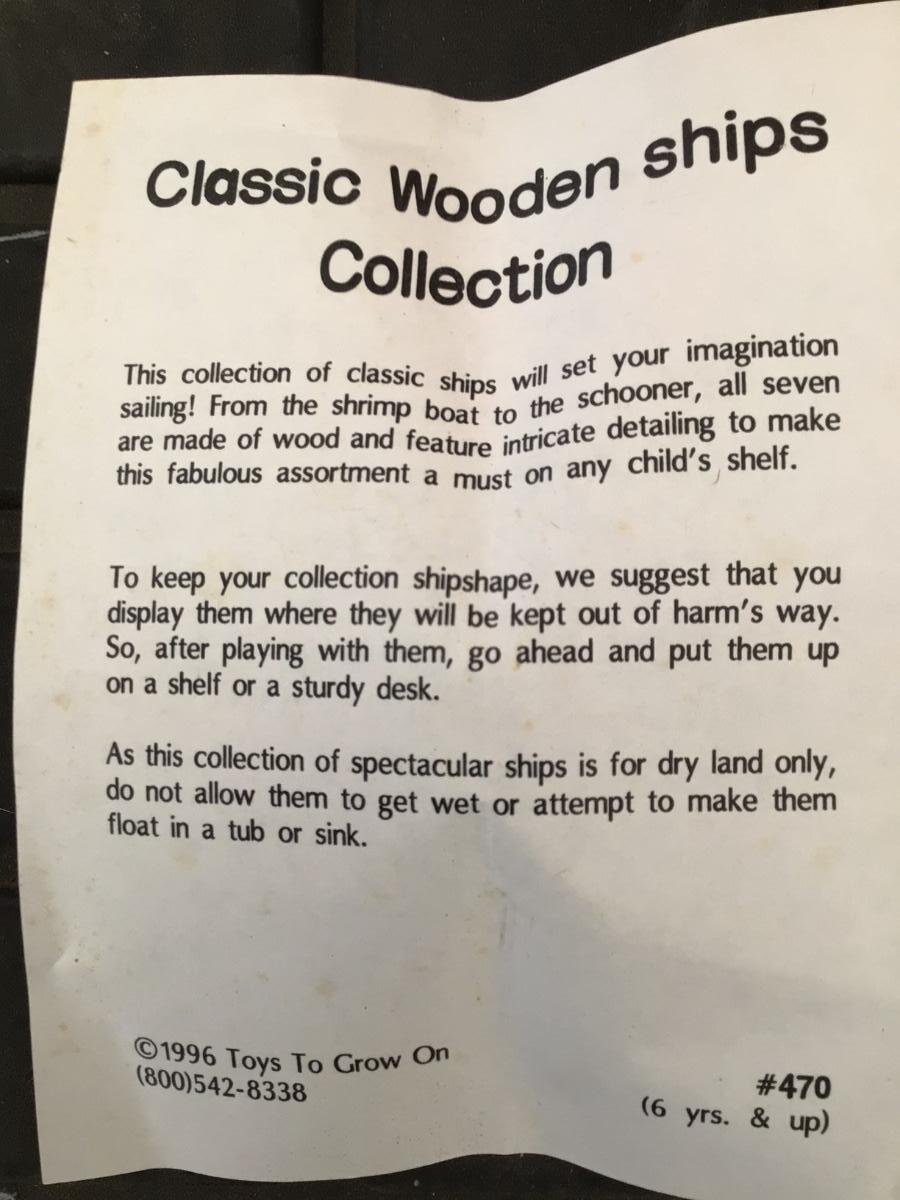 Classic Wooden ships
Collection
This collection of classic ships will set your imagination
sailing! From the shrimp boat to the schooner, all seven
are made of wood and feature intricate detailing to make
this fabulous assortment a must on any child's shelf.
To keep your collection shipshape, we suggest that you
display them where they will be kept out of harm's way.
So, after playing with them, go ahead and put them up
on a shelf or a sturdy desk.
As this collection of spectacular ships is for dry land only,
do not allow them to get wet or attempt to make them
float in a tub or sink.
©1996 Toys To Grow On
(800)542-8338
#470
(6 yrs. & up)